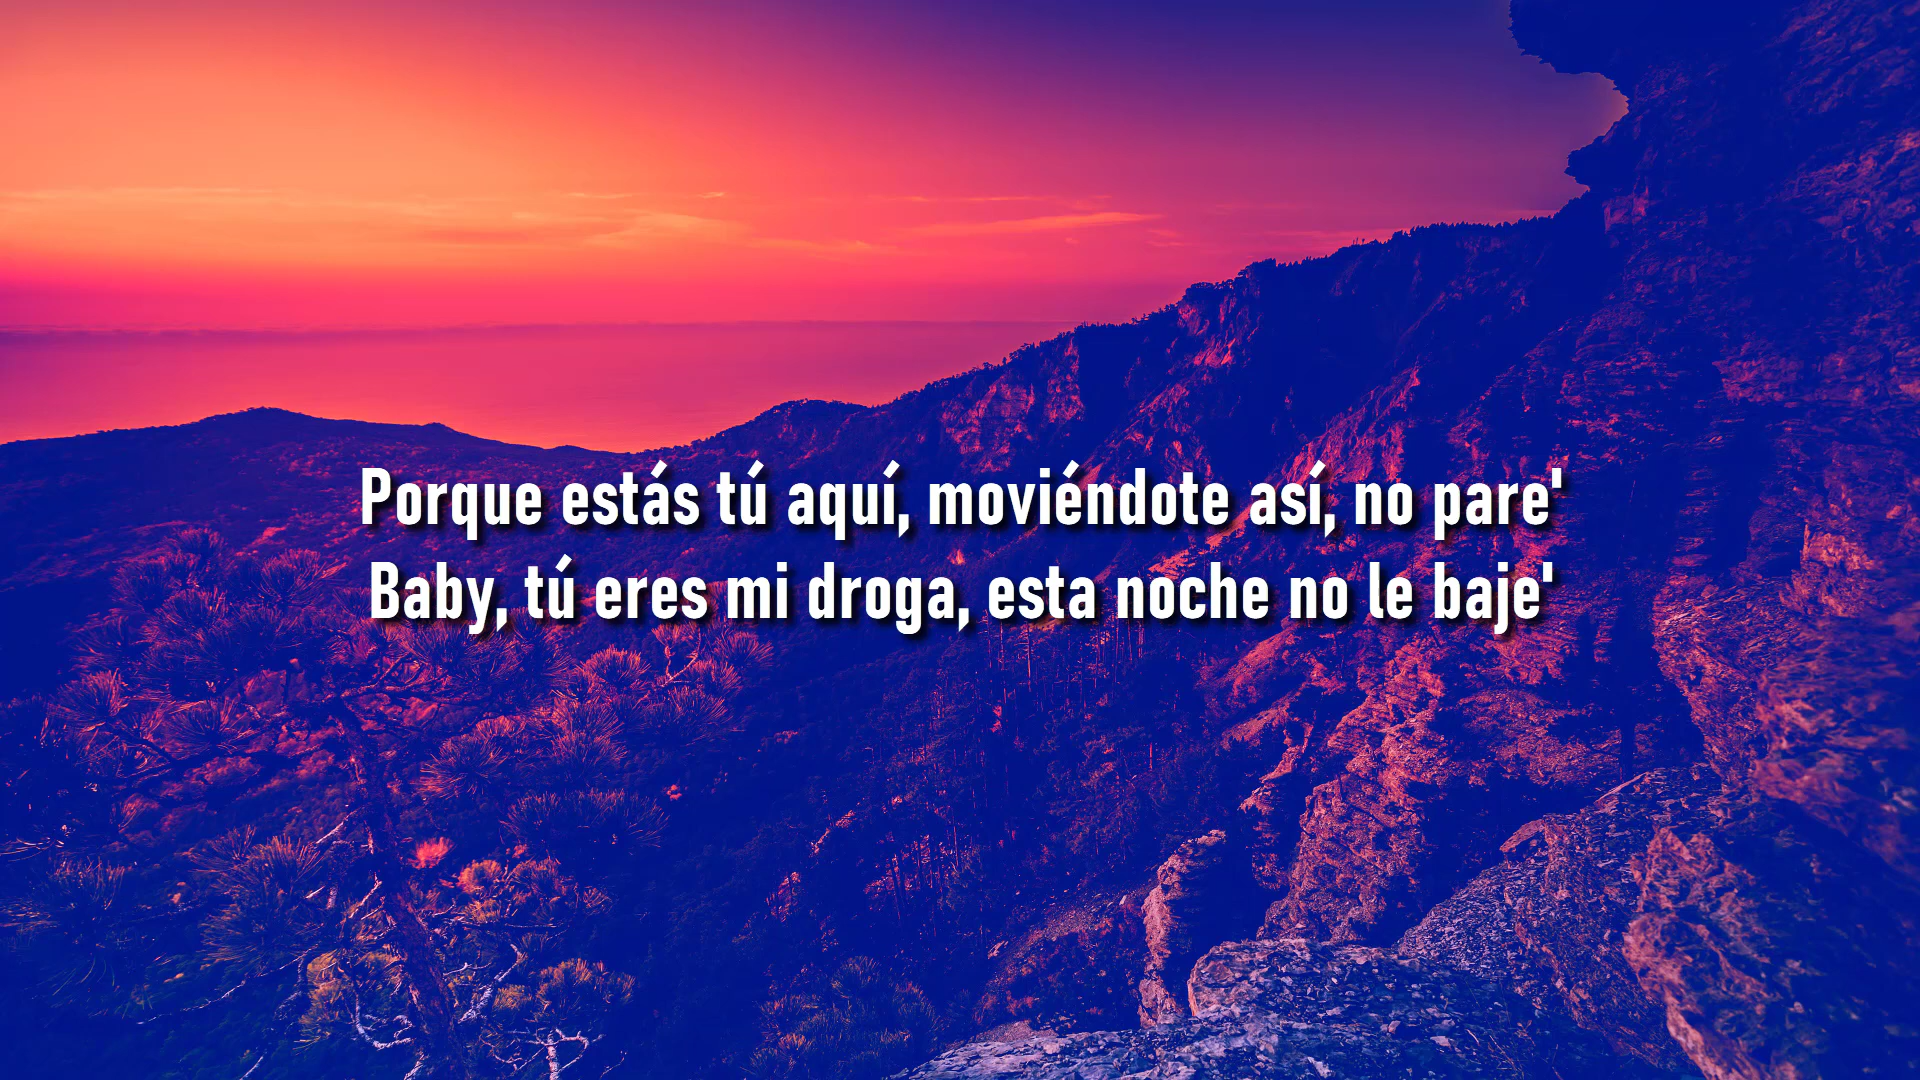 Porque estás tú aquí, moviéndote así, no pare'
Baby, tú eres mi droga, esta noche no le baje'